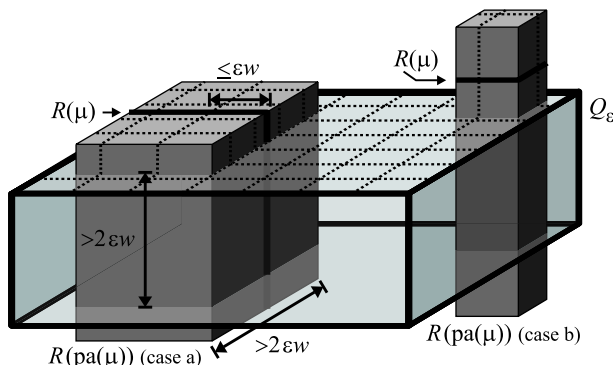 ≤εw
R(μ)
R(μ)
Qε
>2εw
>2εw
R(pa(μ)) (case a)
R(pa(μ)) (case b)